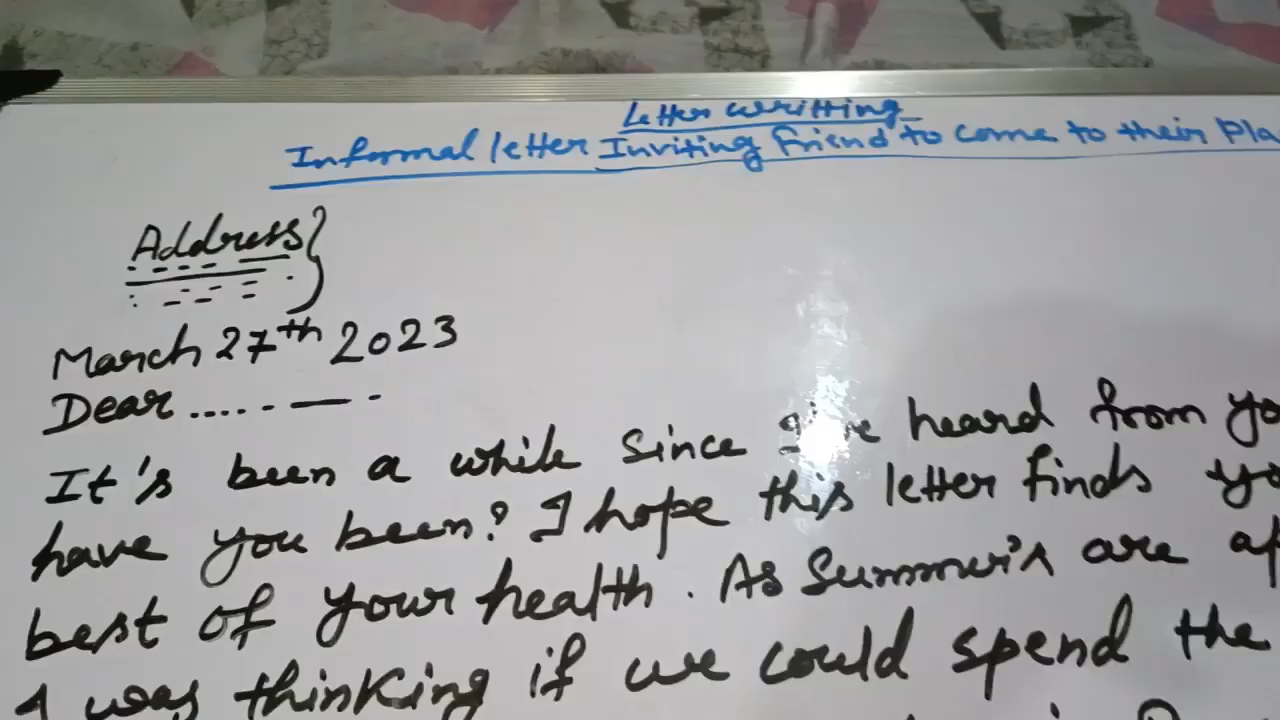 Letter writting
Informal letter Inviting friend to come to their Pla
Address
March 27th 2023
Dear ..... - — -
It's been a while since I've heard from yo
have you been? I hope this letter finds yo
best of your health. As Summer's are ap
I was thinking if we could spend the